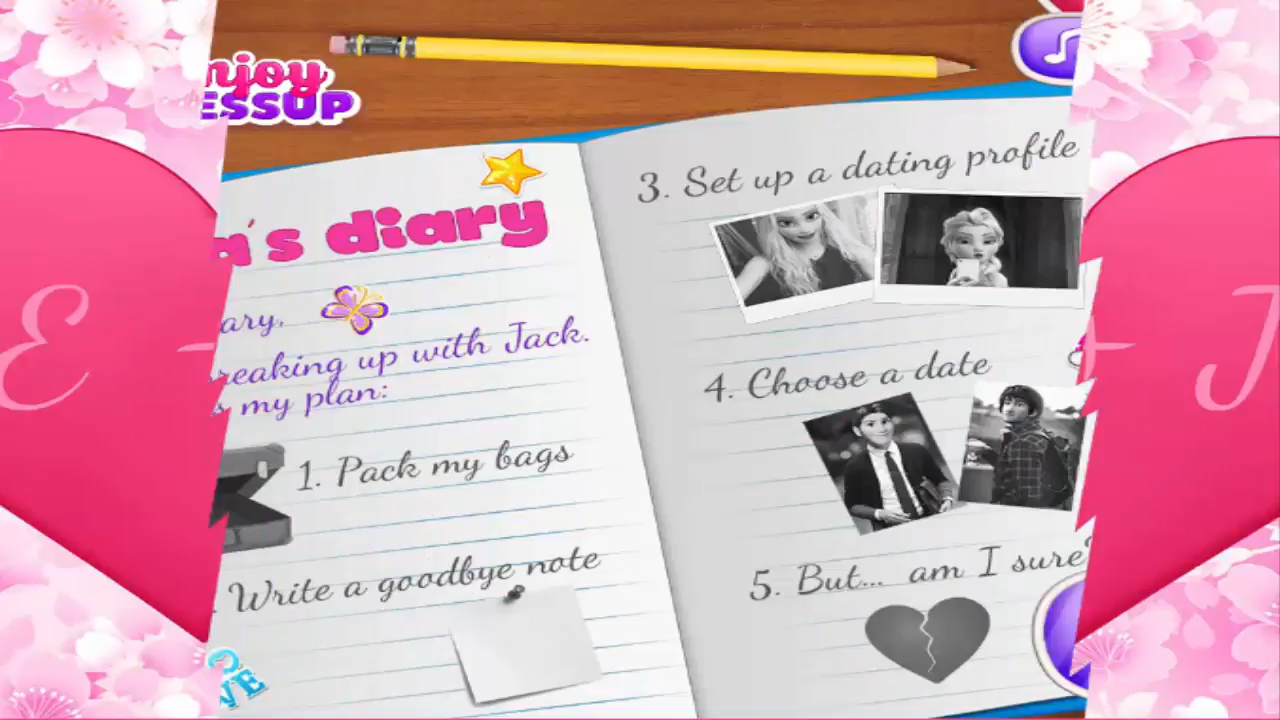 njoy
ESSUP
a's diary
ary,
reaking up with Jack.
s my plan:
1. Pack my bags
. Write a goodbye note
VE
3. Set up a dating profile
4. Choose a date
5. But... am I sure?
E
J